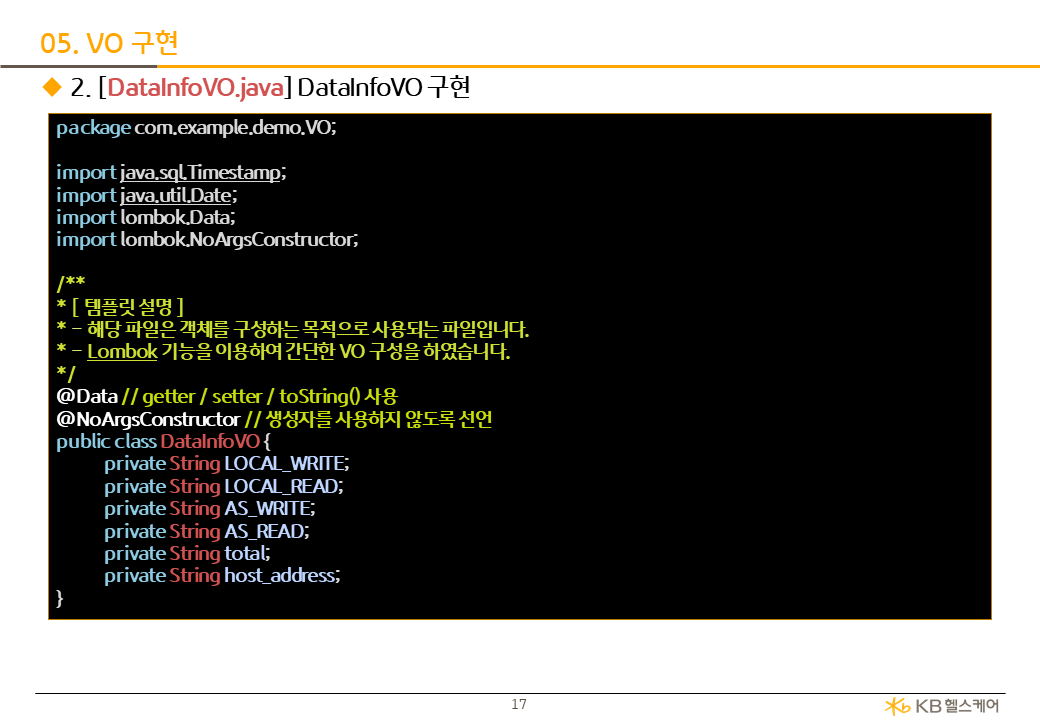 05. VO 구현
◆ 2. [DataInfoVO.java] DataInfoVO 구현
package com.example.demo.VO;
import java.sql.Timestamp;
import java.util.Date;
import lombok.Data;
import lombok.NoArgsConstructor;
/**
* [ 템플릿 설명 ]
* - 해당 파일은 객체를 구성하는 목적으로 사용되는 파일입니다.
* - Lombok 기능을 이용하여 간단한 VO 구성을 하였습니다.
*/
@Data // getter / setter / toString() 사용
@NoArgsConstructor // 생성자를 사용하지 않도록 선언
public class DataInfoVO {
private String LOCAL_WRITE;
private String LOCAL_READ;
private String AS_WRITE;
private String AS_READ;
private String total;
private String host_address;
}
17
KB헬스케어